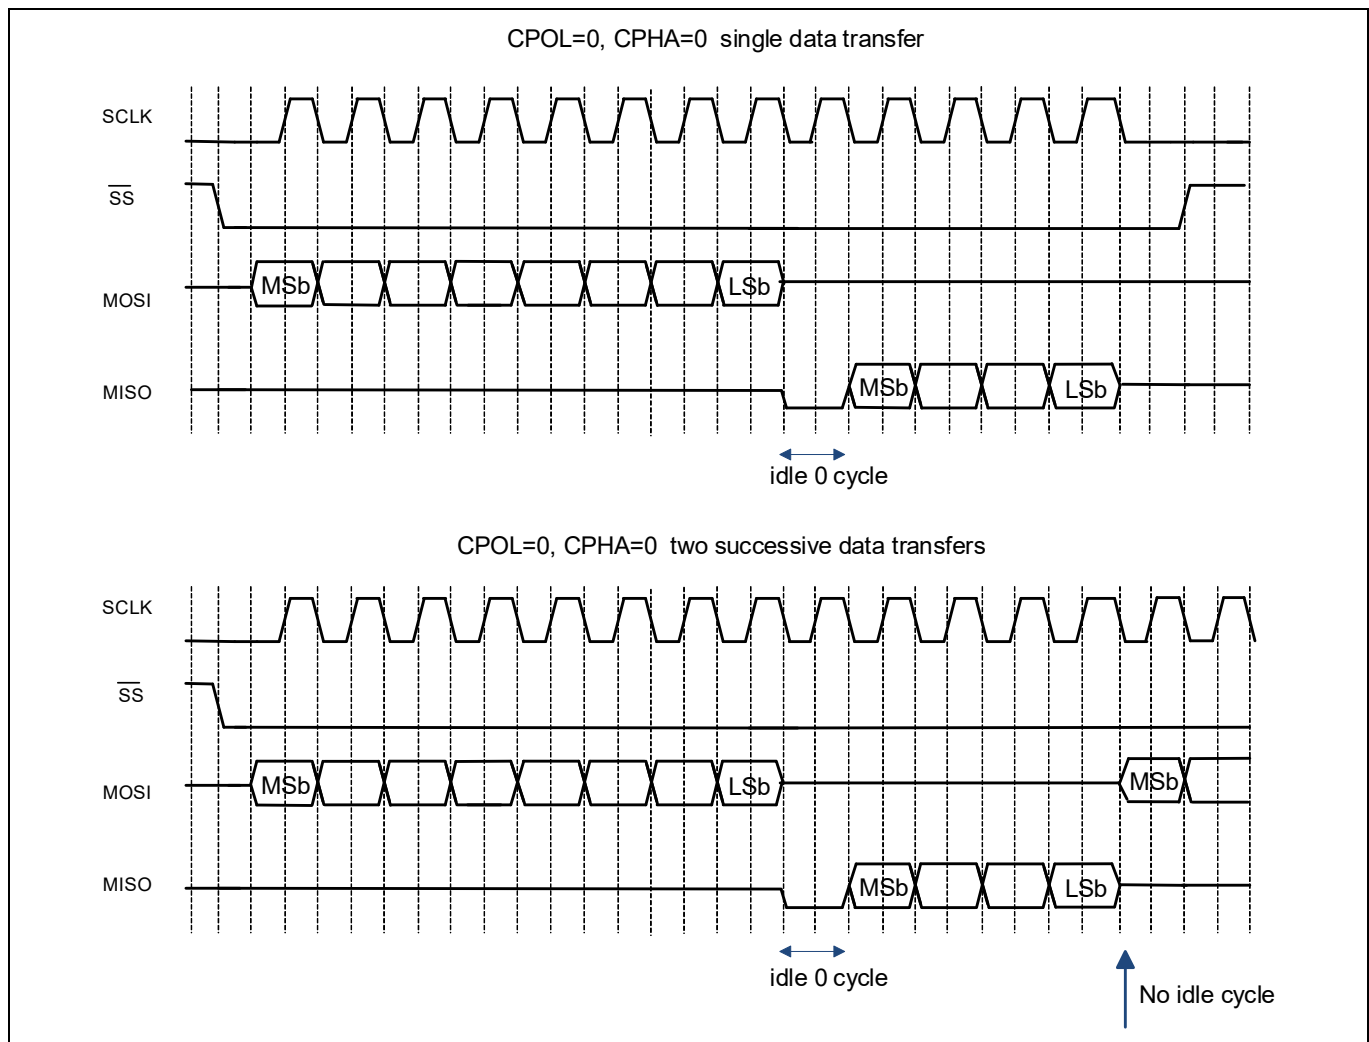 CPOL=0, CPHA=0 single data transfer
SCLK
SS
MOSI
MSb
LSb
MISO
MSb
LSb
idle 0 cycle
CPOL=0, CPHA=0 two successive data transfers
SCLK
SS
MOSI
MSb
LSb
MSb
MISO
MSb
LSb
idle 0 cycle
No idle cycle